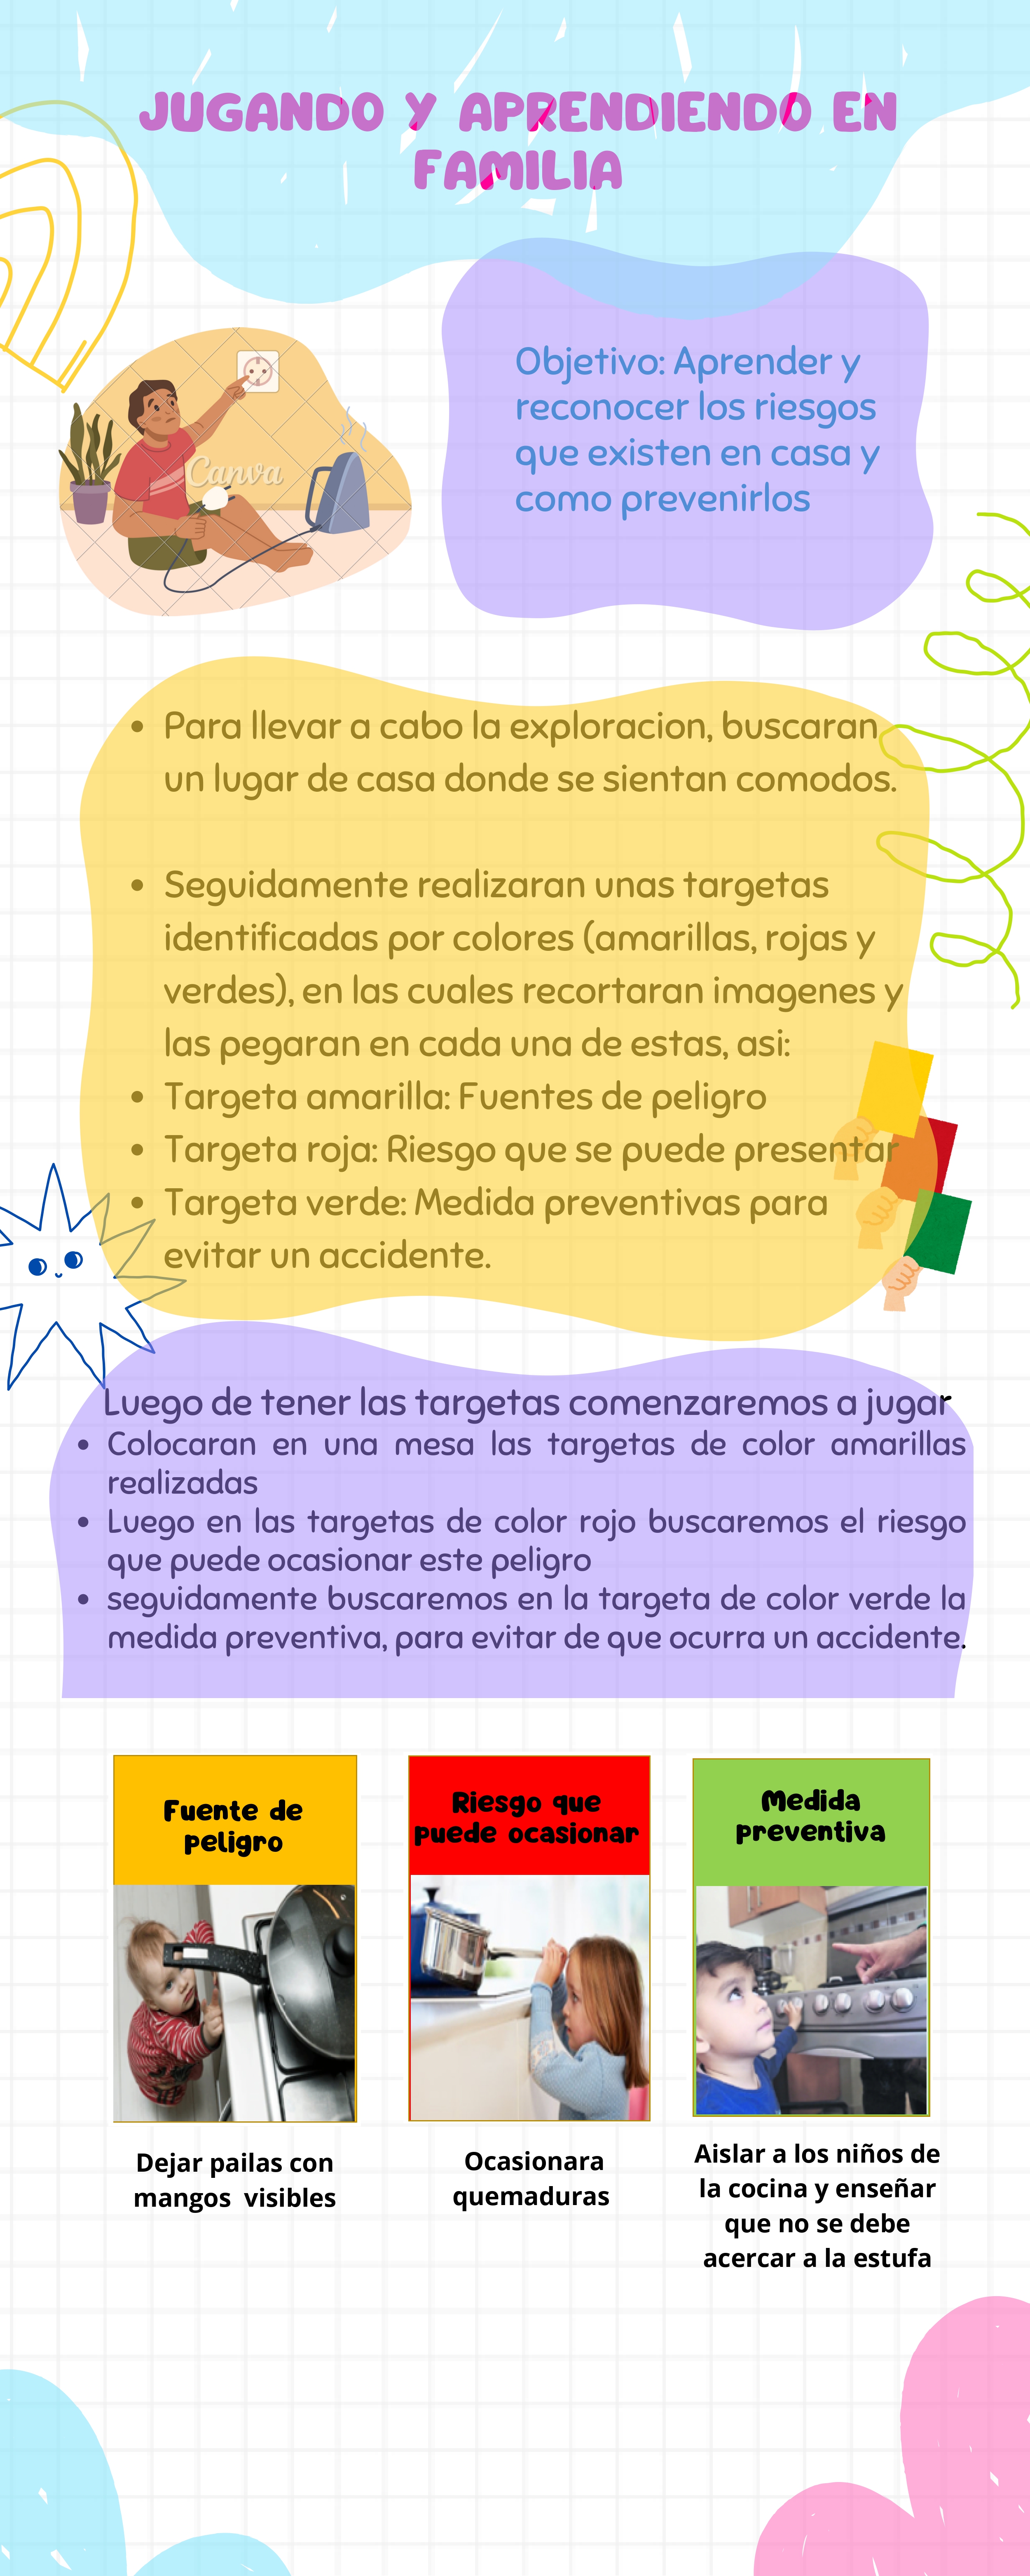 JUGANDO Y APRENDIENDO EN
FAMILIA
Canva
Objetivo: Aprender y
reconocer los riesgos
que existen en casa y
como prevenirlos
• Para llevar a cabo la exploracion, buscaran
un lugar de casa donde se sientan comodos.
• Seguidamente realizaran unas targetas
identificadas por colores (amarillas, rojas y
verdes), en las cuales recortaran imagenes y
las pegaran en cada una de estas, asi:
• Targeta amarilla: Fuentes de peligro
• Targeta roja: Riesgo que se puede presentar
• Targeta verde: Medida preventivas para
evitar un accidente.
Luego de tener las targetas comenzaremos a jugar
• Colocaran en una mesa las targetas de color amarillas
realizadas
• Luego en las targetas de color rojo buscaremos el riesgo
que puede ocasionar este peligro
• seguidamente buscaremos en la targeta de color verde la
medida preventiva, para evitar de que ocurra un accidente.
Fuente de
peligro
Dejar pailas con
mangos visibles
Riesgo que
puede ocasionar
Ocasionara
quemaduras
Medida
preventiva
Aislar a los niños de
la cocina y enseñar
que no se debe
acercar a la estufa